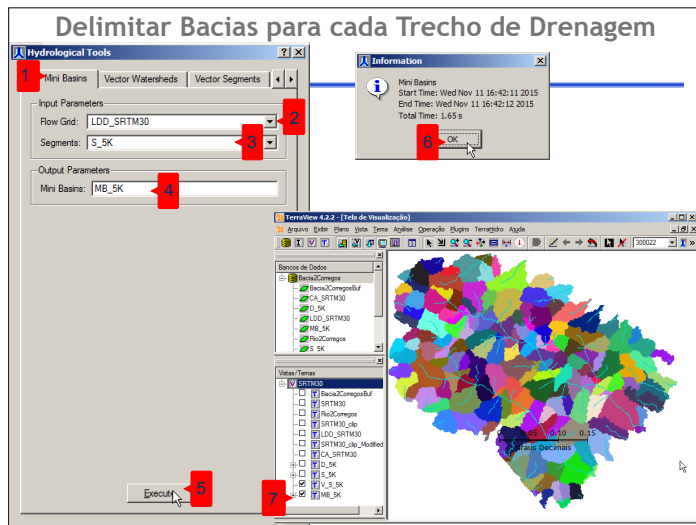 Delimitar Bacias para cada Trecho de Drenagem
Hydrological Tools
1
Mini Basins
Vector Watersheds
Vector Segments
Input Parameters
Flow Grid:
LDD_SRTM30
2
Segments:
S_5K
3
Output Parameters
Mini Basins:
MB_5K
4
Execute
5
Information
Mini Basins
Start Time: Wed Nov 11 16:42:11 2015
End Time: Wed Nov 11 16:42:12 2015
Total Time: 1.65 s
6
OK
TerraView 4.2.2 - [Tela de Visualização]
Arquivo Exibir Plano Vista Tema Análise Operação Plugins TerraHidro Ajuda
300022
Bancos de Dados
Bacia2Corregos
Bacia2CorregosBuf
CA_SRTM30
D_5K
LDD_SRTM30
MB_5K
Rio2Corregos
S_5K
Vistas/Temas
SRTM30
Bacia2CorregosBuf
SRTM30
Rio2Corregos
SRTM30_clip
LDD_SRTM30
SRTM30_clip_Modified
CA_SRTM30
D_5K
S_5K
V_S_5K
7
MB_5K
0.05 0.10 0.15
Graus Decimais